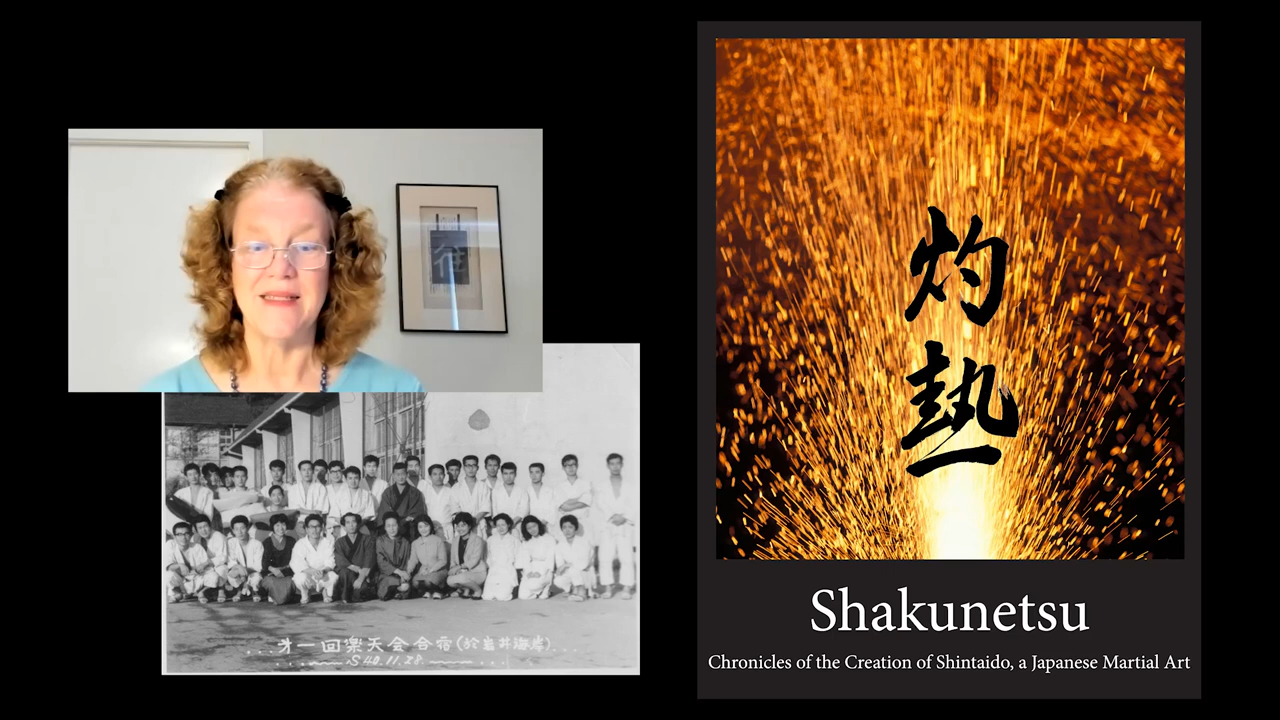 ...才一回楽天会合宿(於岩井海岸)...
S 40.11.28.
灼熱
Shakunetsu
Chronicles of the Creation of Shintaido, a Japanese Martial Art